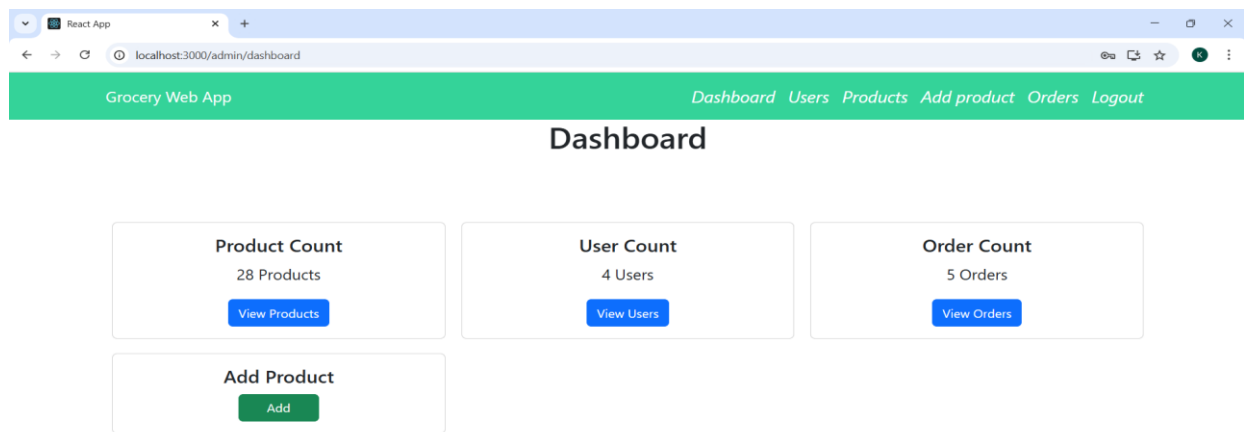 React App
localhost:3000/admin/dashboard
K
Grocery Web App Dashboard Users Products Add product Orders Logout
Dashboard
Product Count
28 Products
View Products
User Count
4 Users
View Users
Order Count
5 Orders
View Orders
Add Product
Add